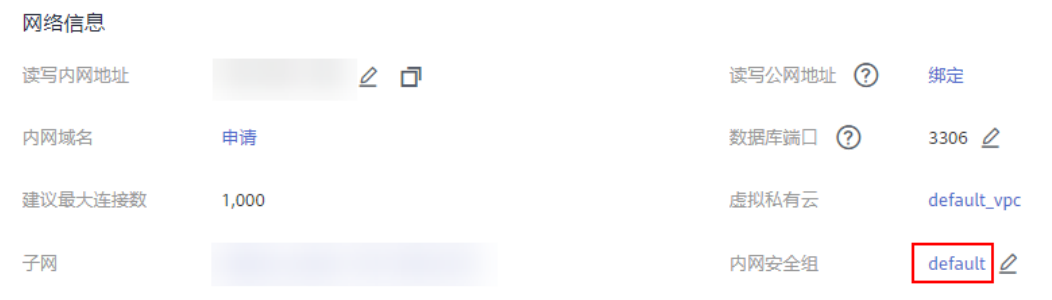 网络信息
读写内网地址 读写公网地址 绑定
内网域名 申请 数据库端口 3306
建议最大连接数 1,000 虚拟私有云 default_vpc
子网 内网安全组 default